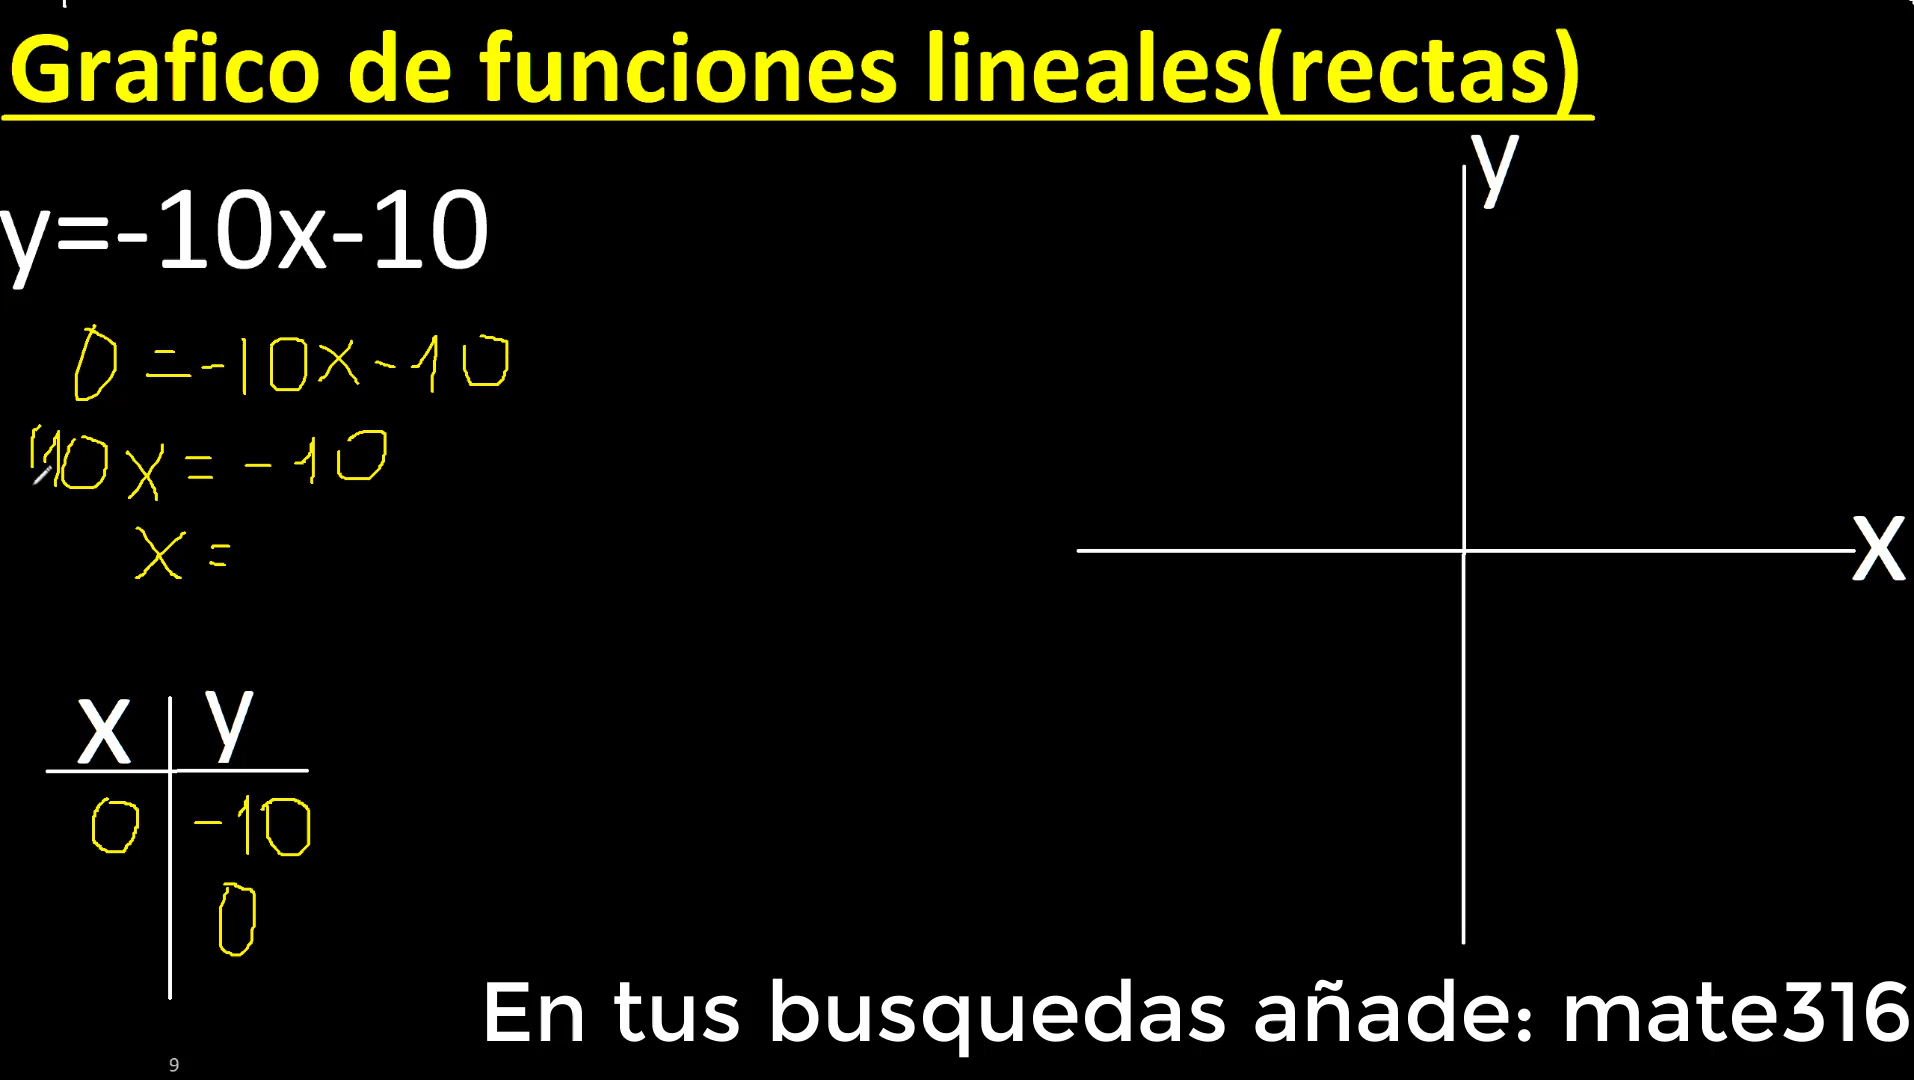 Grafico de funciones lineales(rectas)
y=-10x-10
0=-10x-10
10x=-10
x=
x y
0 -10
0
y
x
En tus busquedas añade: mate316
9